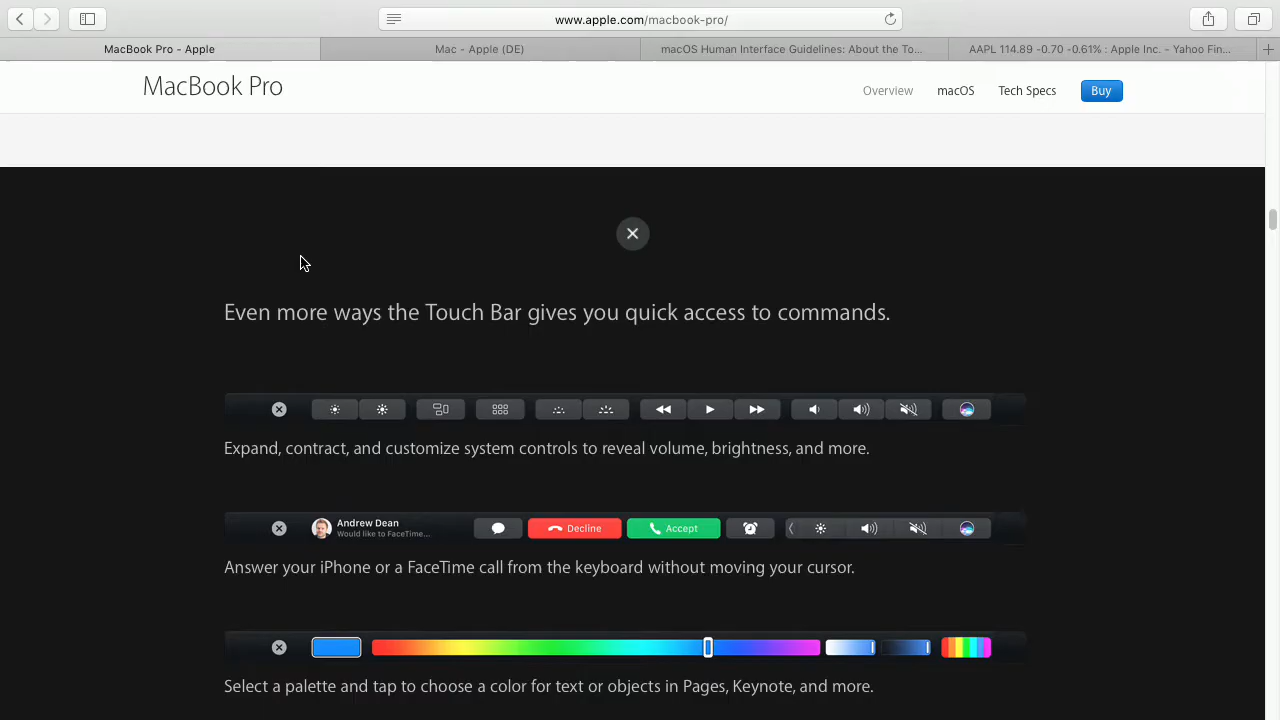 www.apple.com/macbook-pro/
MacBook Pro - Apple
Mac - Apple (DE)
macOS Human Interface Guidelines: About the To...
AAPL 114.89 -0.70 -0.61% : Apple Inc. - Yahoo Fin...
MacBook Pro
Overview
macOS
Tech Specs
Buy
Even more ways the Touch Bar gives you quick access to commands.
Expand, contract, and customize system controls to reveal volume, brightness, and more.
Andrew Dean
Would like to FaceTime...
Decline
Accept
Answer your iPhone or a FaceTime call from the keyboard without moving your cursor.
Select a palette and tap to choose a color for text or objects in Pages, Keynote, and more.